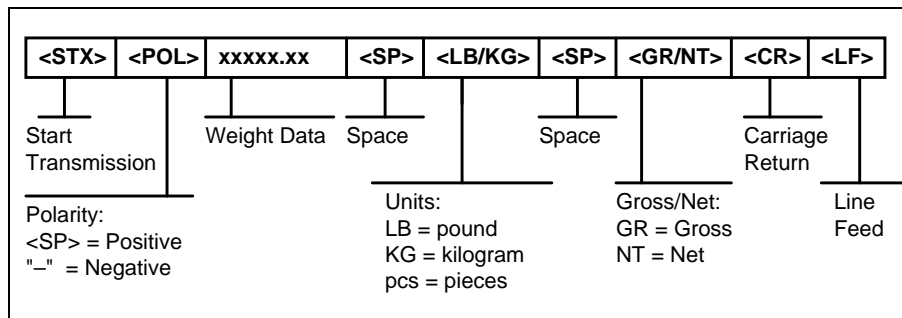 <STX> <POL> xxxxx.xx <SP> <LB/KG> <SP> <GR/NT> <CR> <LF>
Start
Transmission
Weight Data
Space
Space
Carriage
Return
Polarity:
<SP> = Positive
"–" = Negative
Units:
LB = pound
KG = kilogram
pcs = pieces
Gross/Net:
GR = Gross
NT = Net
Line
Feed